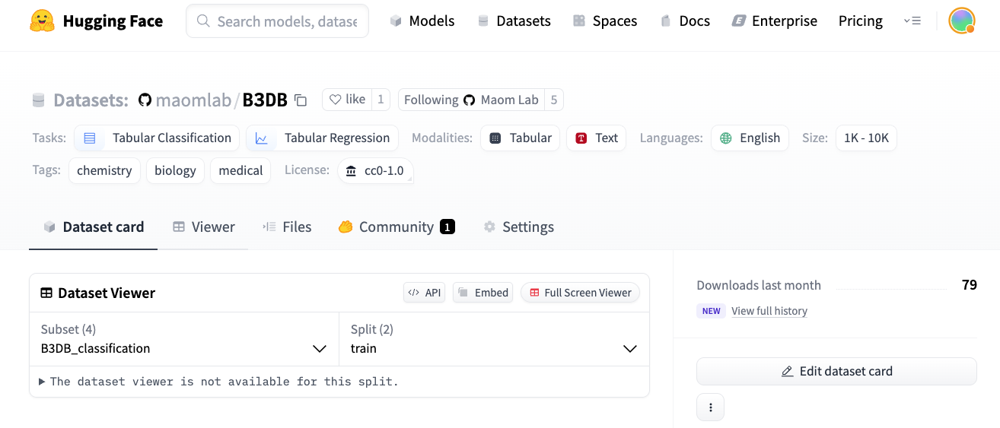 Hugging Face Search models, datase Models Datasets Spaces Docs Enterprise Pricing
Datasets: maomlab/B3DB like 1 Following Maom Lab 5
Tasks: Tabular Classification Tabular Regression Modalities: Tabular Text Languages: English Size: 1K - 10K
Tags: chemistry biology medical License: cc0-1.0
Dataset card Viewer Files Community 1 Settings
Dataset Viewer </> API Embed Full Screen Viewer
Subset (4) Split (2)
B3DB_classification train
The dataset viewer is not available for this split.
Downloads last month 79
NEW View full history
Edit dataset card